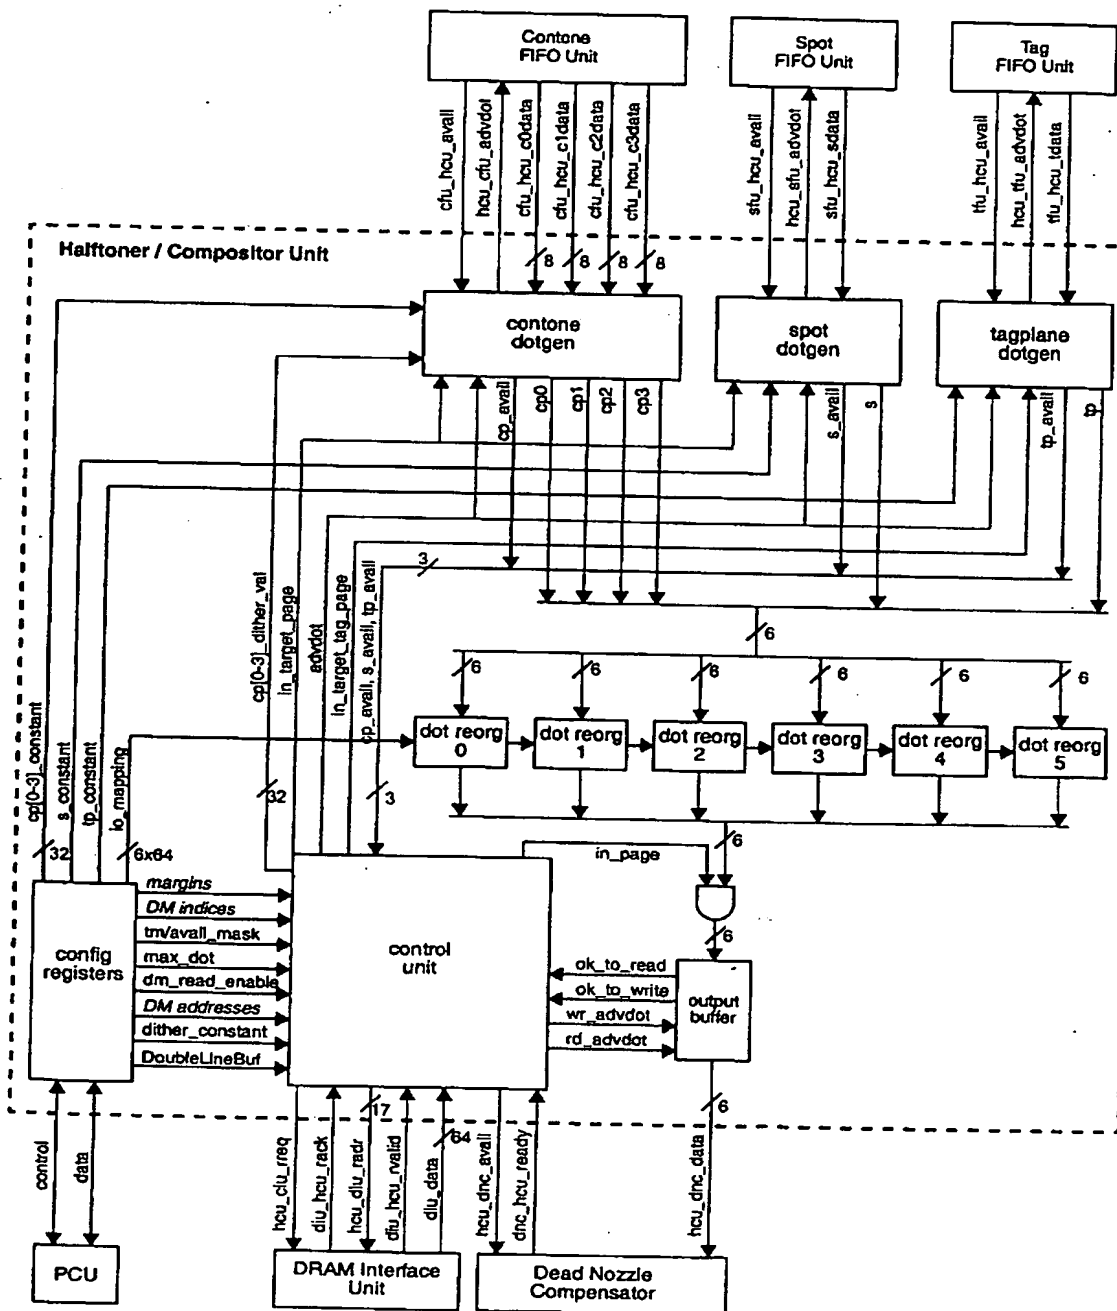 Contone
FIFO Unit
Spot
FIFO Unit
Tag
FIFO Unit
cfu_hcu_avail
hcu_cfu_advdot
cfu_hcu_c0data
cfu_hcu_c1data
cfu_hcu_c2data
cfu_hcu_c3data
sfu_hcu_avail
hcu_sfu_advdot
sfu_hcu_sdata
tfu_hcu_avail
hcu_tfu_advdot
tfu_hcu_tdata
Halftoner / Compositor Unit
8
8
8
8
contone
dotgen
spot
dotgen
tagplane
dotgen
cp_avail
cp0
cp1
cp2
cp3
s_avail
s
tp_avail
tp
3
6
6
6
6
6
6
6
dot reorg
0
dot reorg
1
dot reorg
2
dot reorg
3
dot reorg
4
dot reorg
5
cp[0-3]_constant
s_constant
tp_constant
io_mapping
cp[0-3]_dither_val
in_target_page
advdot
in_target_tag_page
cp_avail, s_avail, tp_avail
32
6x64
32
3
6
in_page
6
config
registers
margins
DM indices
tm/avail_mask
max_dot
dm_read_enable
DM addresses
dither_constant
DoubleLineBuf
control
unit
ok_to_read
ok_to_write
wr_advdot
rd_advdot
output
buffer
17
64
6
control
data
hcu_clu_rreq
diu_hcu_rack
hcu_diu_radr
diu_hcu_rvalid
diu_data
hcu_dnc_avail
dnc_hcu_ready
hcu_dnc_data
PCU
DRAM Interface
Unit
Dead Nozzle
Compensator